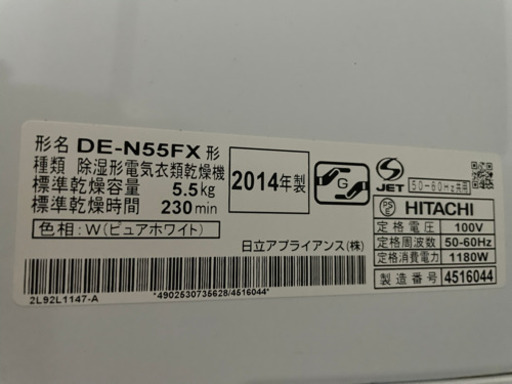 形名 DE-N55FX 形
種類 除湿形電気衣類乾燥機
標準乾燥容量 5.5kg
標準乾燥時間 230min
色相:W(ピュアホワイト)
2014年製
G
S
JET
50-60Hz共用
PS
E
HITACHI
定格電圧 100V
定格周波数 50-60Hz
定格消費電力 1180W
製造番号 4516044
日立アプライアンス(株)
2L92L1147-A
*4902530735628/4516044*